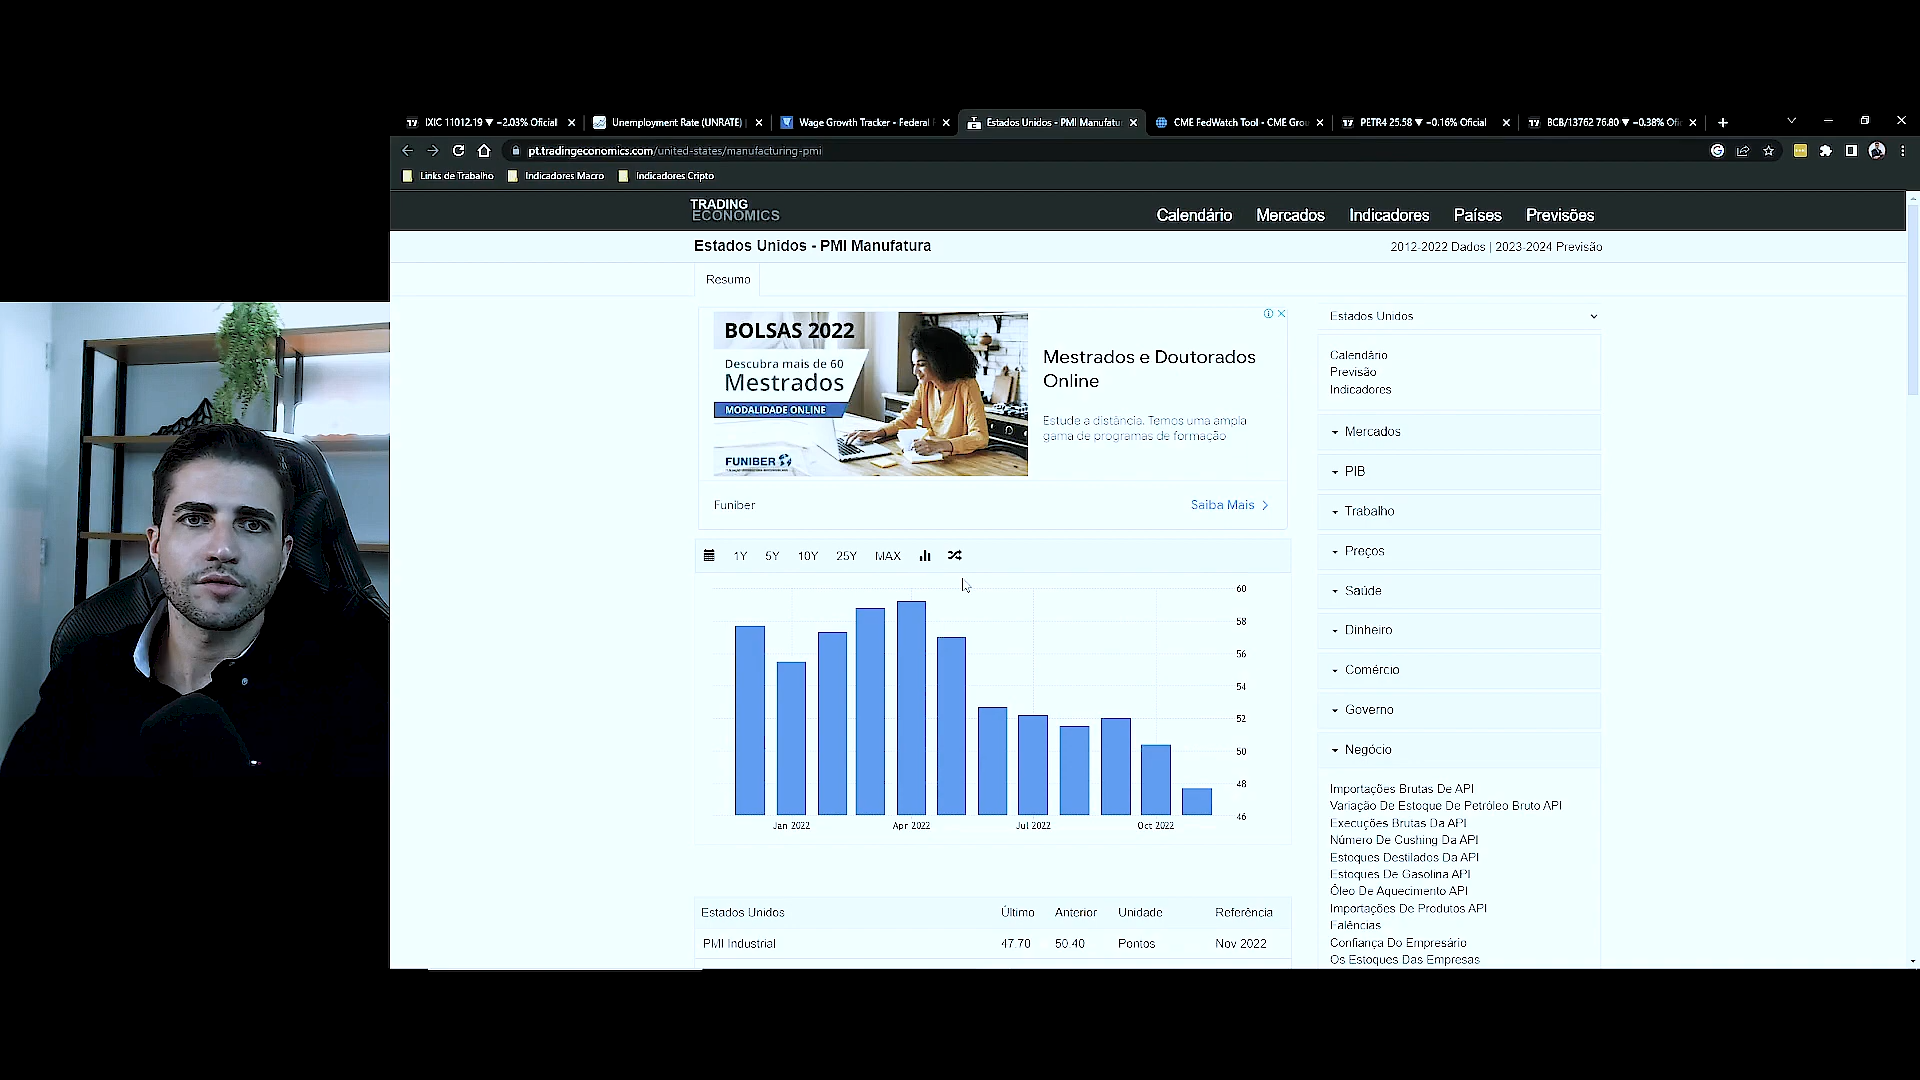 IXIC 11012.19 ▼ −2.03% Oficial
Unemployment Rate (UNRATE) |
Wage Growth Tracker - Federal
Estados Unidos - PMI Manufatu
CME FedWatch Tool - CME Gro
PETR4 25.58 ▼ −0.16% Oficial
BCB/13762 76.80 ▼ −0.38% Ofi
pt.tradingeconomics.com/united-states/manufacturing-pmi
Links de Trabalho
Indicadores Macro
Indicadores Cripto
TRADING
ECONOMICS
Calendário
Mercados
Indicadores
Países
Previsões
Estados Unidos - PMI Manufatura
2012-2022 Dados | 2023-2024 Previsão
Resumo
BOLSAS 2022
Descubra mais de 60
Mestrados
MODALIDADE ONLINE
FUNIBER
Mestrados e Doutorados
Online
Estude a distância. Temos uma ampla
gama de programas de formação
Funiber
Saiba Mais
1Y
5Y
10Y
25Y
MAX
60
58
56
54
52
50
48
46
Jan 2022
Apr 2022
Jul 2022
Oct 2022
Estados Unidos
Último
Anterior
Unidade
Referência
PMI Industrial
47.70
50.40
Pontos
Nov 2022
Estados Unidos
Calendário
Previsão
Indicadores
Mercados
PIB
Trabalho
Preços
Saúde
Dinheiro
Comércio
Governo
Negócio
Importações Brutas De API
Variação De Estoque De Petróleo Bruto API
Execuções Brutas Da API
Número De Cushing Da API
Estoques Destilados Da API
Estoques De Gasolina API
Óleo De Aquecimento API
Importações De Produtos API
Falências
Confiança Do Empresário
Os Estoques Das Empresas